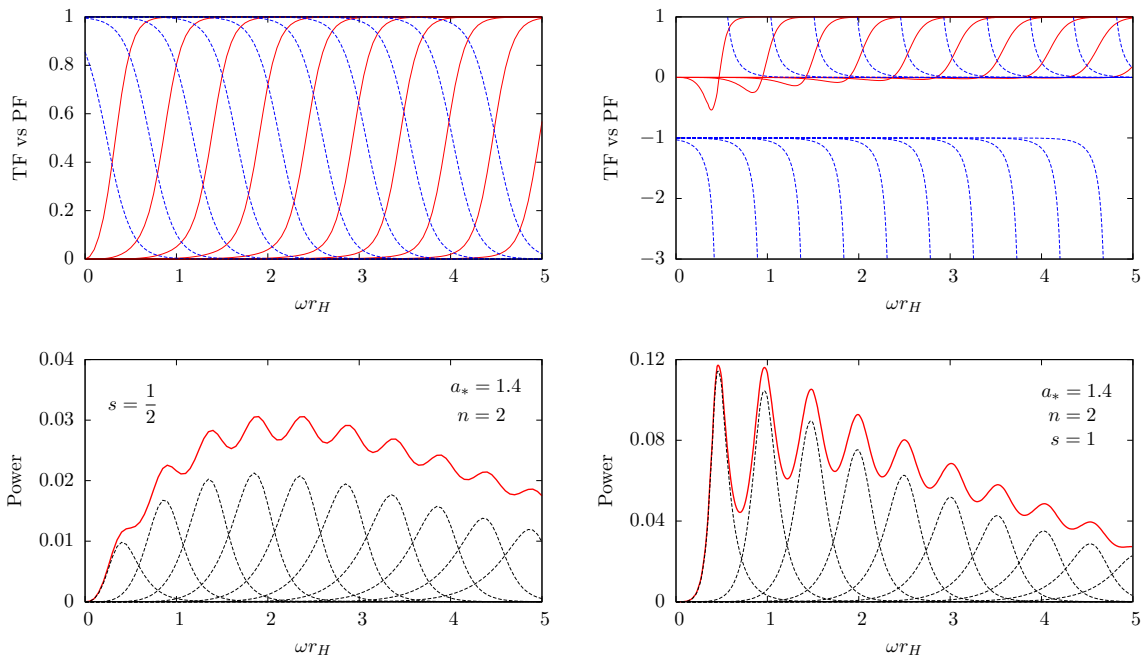 TF vs PF
1
0.8
0.6
0.4
0.2
0
0 1 2 3 4 5
ωr_H
TF vs PF
1
0
−1
−2
−3
0 1 2 3 4 5
ωr_H
Power
0.04
0.03
0.02
0.01
0
s = 1/2
a_* = 1.4
n = 2
0 1 2 3 4 5
ωr_H
Power
0.12
0.08
0.04
0
a_* = 1.4
n = 2
s = 1
0 1 2 3 4 5
ωr_H